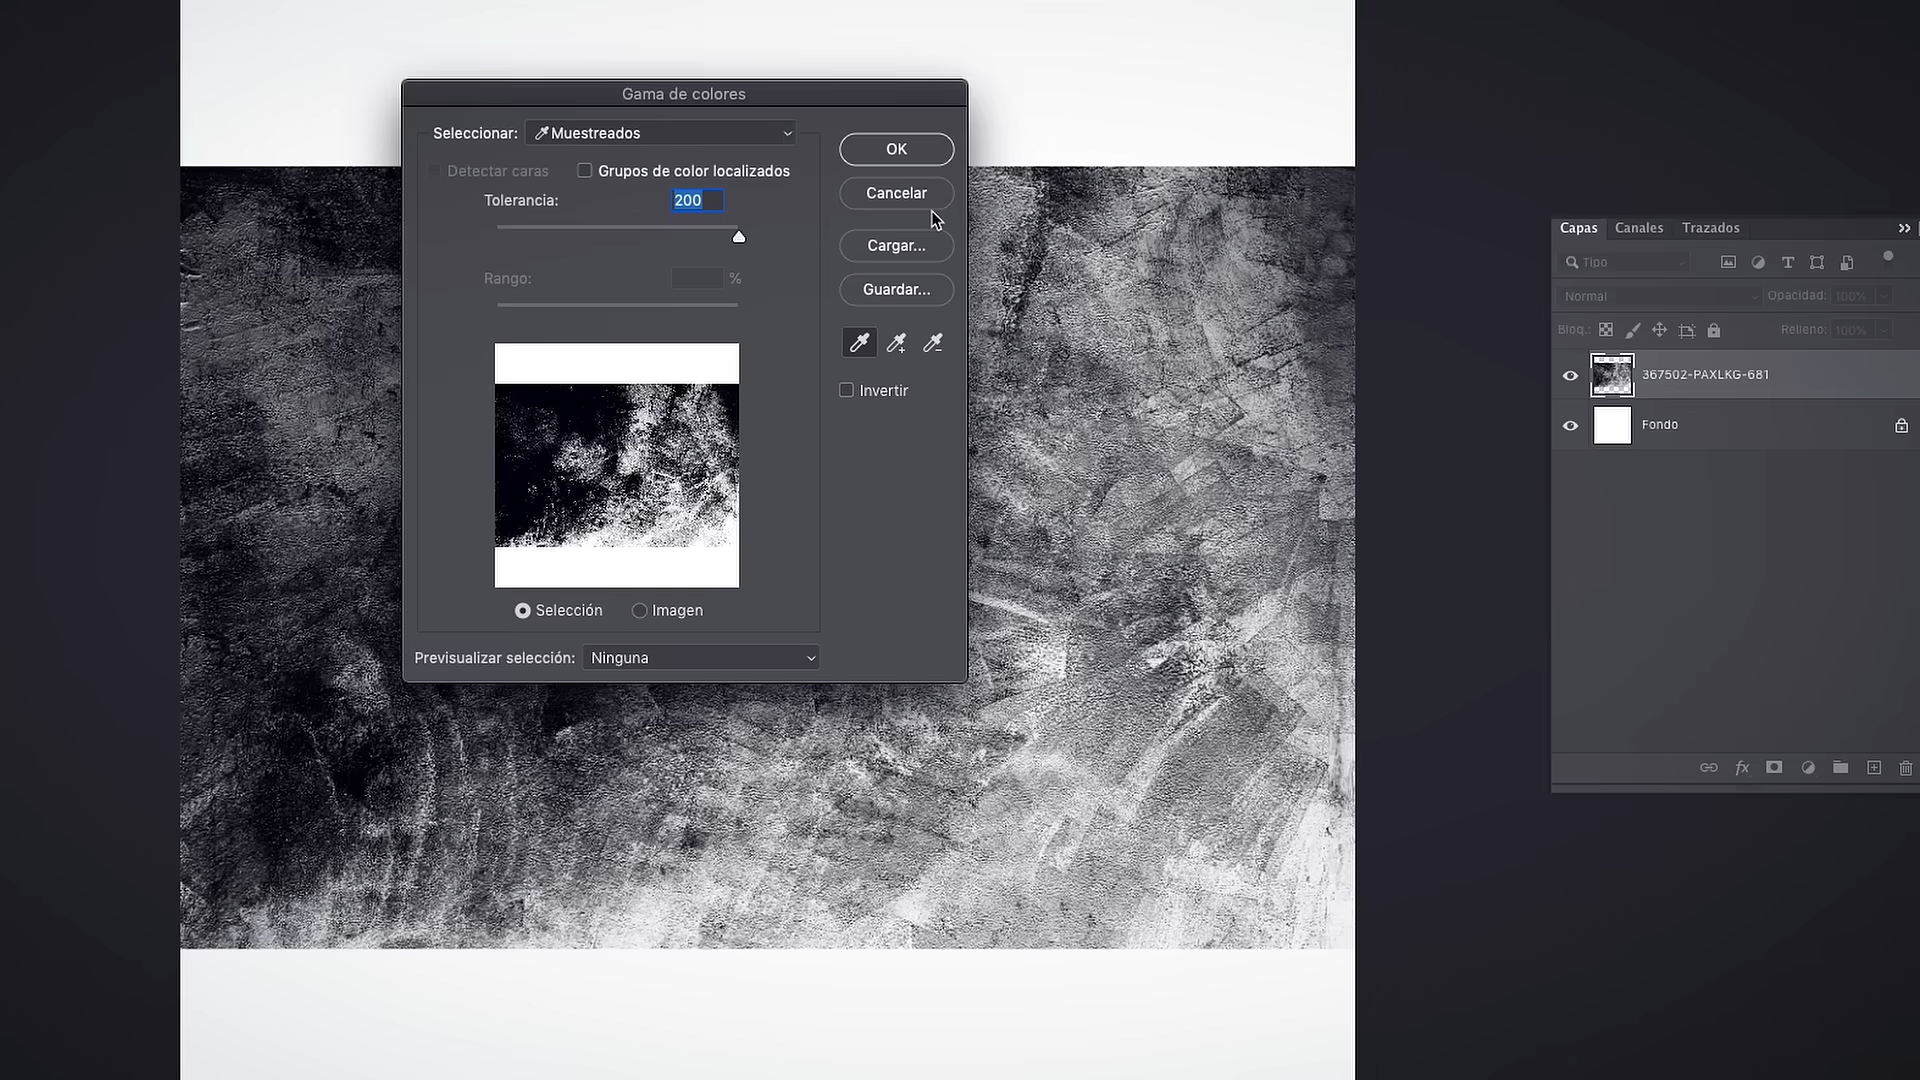 Gama de colores
Seleccionar: Muestreados
OK
Detectar caras Grupos de color localizados
Cancelar
Tolerancia: 200
Cargar...
Rango: %
Guardar...
Invertir
Selección Imagen
Previsualizar selección: Ninguna
Capas Canales Trazados
Tipo
Normal Opacidad: 100%
Bloq.: Relleno: 100%
367502-PAXLKG-681
Fondo